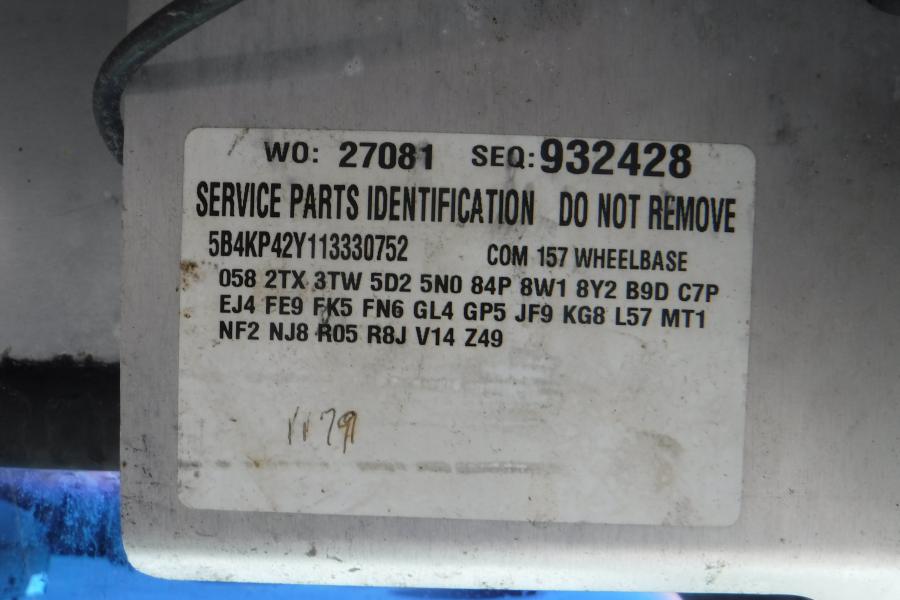 WO: 27081 SEQ: 932428
SERVICE PARTS IDENTIFICATION DO NOT REMOVE
5B4KP42Y113330752 COM 157 WHEELBASE
058 2TX 3TW 5D2 5N0 84P 8W1 8Y2 B9D C7P
EJ4 FE9 FK5 FN6 GL4 GP5 JF9 KG8 L57 MT1
NF2 NJ8 R05 R8J V14 Z49
1179